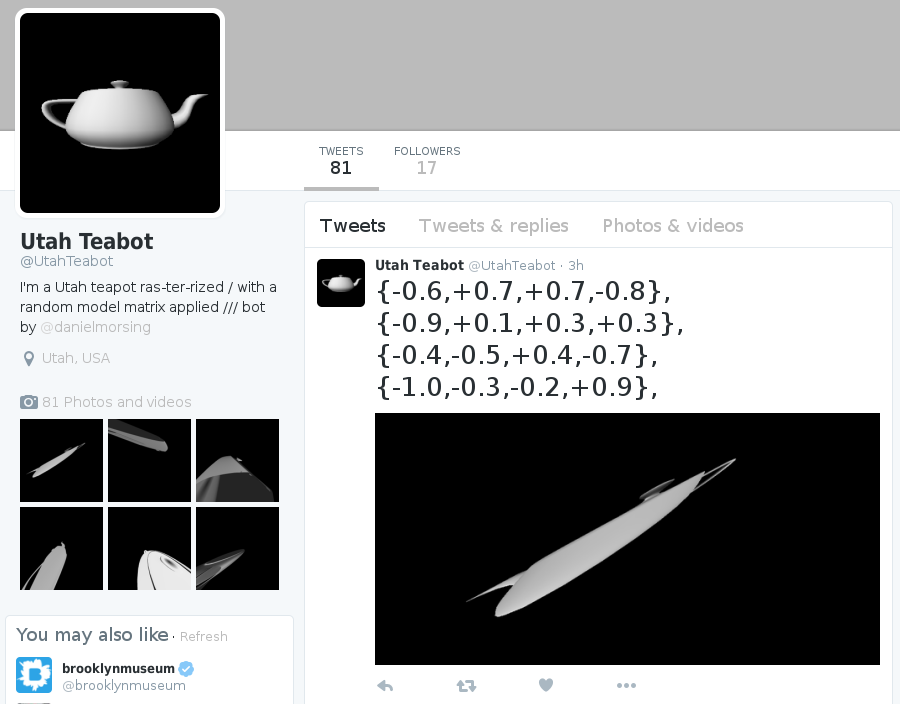 TWEETS
81
FOLLOWERS
17
Utah Teabot
@UtahTeabot
I'm a Utah teapot ras-ter-rized / with a
random model matrix applied /// bot
by @danielmorsing
Utah, USA
81 Photos and videos
You may also like · Refresh
brooklynmuseum
@brooklynmuseum
Tweets
Tweets & replies
Photos & videos
Utah Teabot @UtahTeabot · 3h
{-0.6,+0.7,+0.7,-0.8},
{-0.9,+0.1,+0.3,+0.3},
{-0.4,-0.5,+0.4,-0.7},
{-1.0,-0.3,-0.2,+0.9},